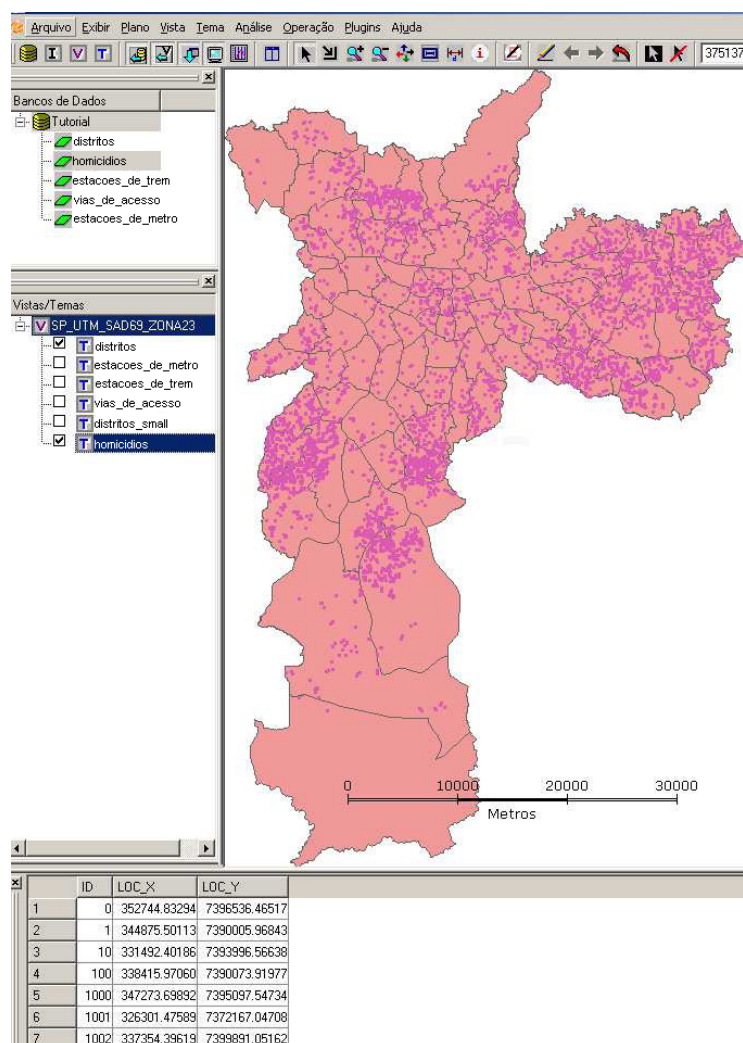 Arquivo Exibir Plano Vista Tema Análise Operação Plugins Ajuda
I V T 375137
Bancos de Dados
Tutorial
distritos
homicidios
estacoes_de_trem
vias_de_acesso
estacoes_de_metro
Vistas/Temas
V SP_UTM_SAD69_ZONA23
T distritos
T estacoes_de_metro
T estacoes_de_trem
T vias_de_acesso
T distritos_small
T homicidios
0 10000 20000 30000
Metros
ID LOC_X LOC_Y
1 0 352744.83294 7396536.46517
2 1 344875.50113 7390005.96843
3 10 331492.40186 7393996.56638
4 100 338415.97060 7390073.91977
5 1000 347273.69892 7395097.54734
6 1001 326301.47589 7372167.04708
7 1002 337354.39619 7399891.05162